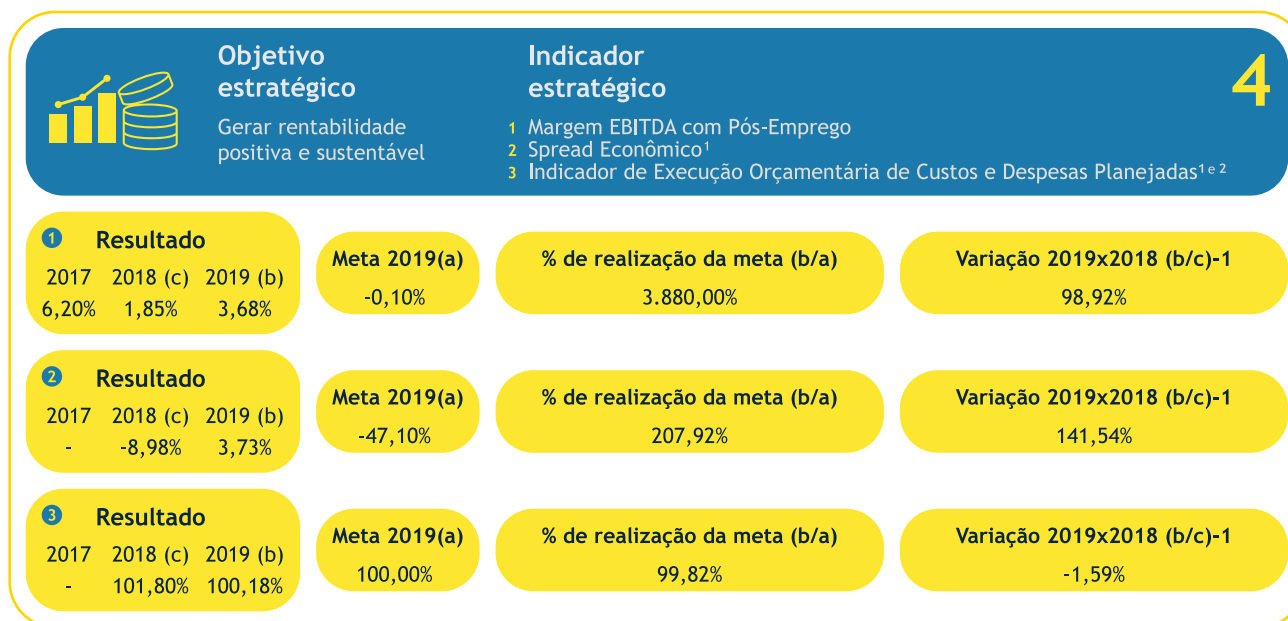 Objetivo
estratégico
Gerar rentabilidade
positiva e sustentável
Indicador
estratégico
1 Margem EBITDA com Pós-Emprego
2 Spread Econômico¹
3 Indicador de Execução Orçamentária de Custos e Despesas Planejadas¹ ᵉ ²
4
1 Resultado
2017 2018 (c) 2019 (b)
6,20% 1,85% 3,68%
Meta 2019(a)
-0,10%
% de realização da meta (b/a)
3.880,00%
Variação 2019x2018 (b/c)-1
98,92%
2 Resultado
2017 2018 (c) 2019 (b)
- -8,98% 3,73%
Meta 2019(a)
-47,10%
% de realização da meta (b/a)
207,92%
Variação 2019x2018 (b/c)-1
141,54%
3 Resultado
2017 2018 (c) 2019 (b)
- 101,80% 100,18%
Meta 2019(a)
100,00%
% de realização da meta (b/a)
99,82%
Variação 2019x2018 (b/c)-1
-1,59%